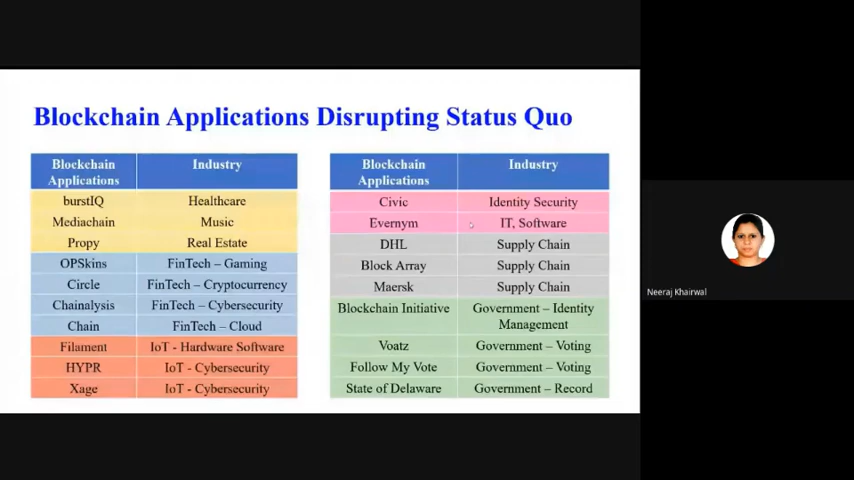 Blockchain Applications Disrupting Status Quo
Blockchain Applications Industry
burstIQ Healthcare
Mediachain Music
Propy Real Estate
OPSkins FinTech – Gaming
Circle FinTech – Cryptocurrency
Chainalysis FinTech – Cybersecurity
Chain FinTech – Cloud
Filament IoT - Hardware Software
HYPR IoT - Cybersecurity
Xage IoT - Cybersecurity
Blockchain Applications Industry
Civic Identity Security
Evernym IT, Software
DHL Supply Chain
Block Array Supply Chain
Maersk Supply Chain
Blockchain Initiative Government – Identity Management
Voatz Government – Voting
Follow My Vote Government – Voting
State of Delaware Government – Record
Neeraj Khairwal